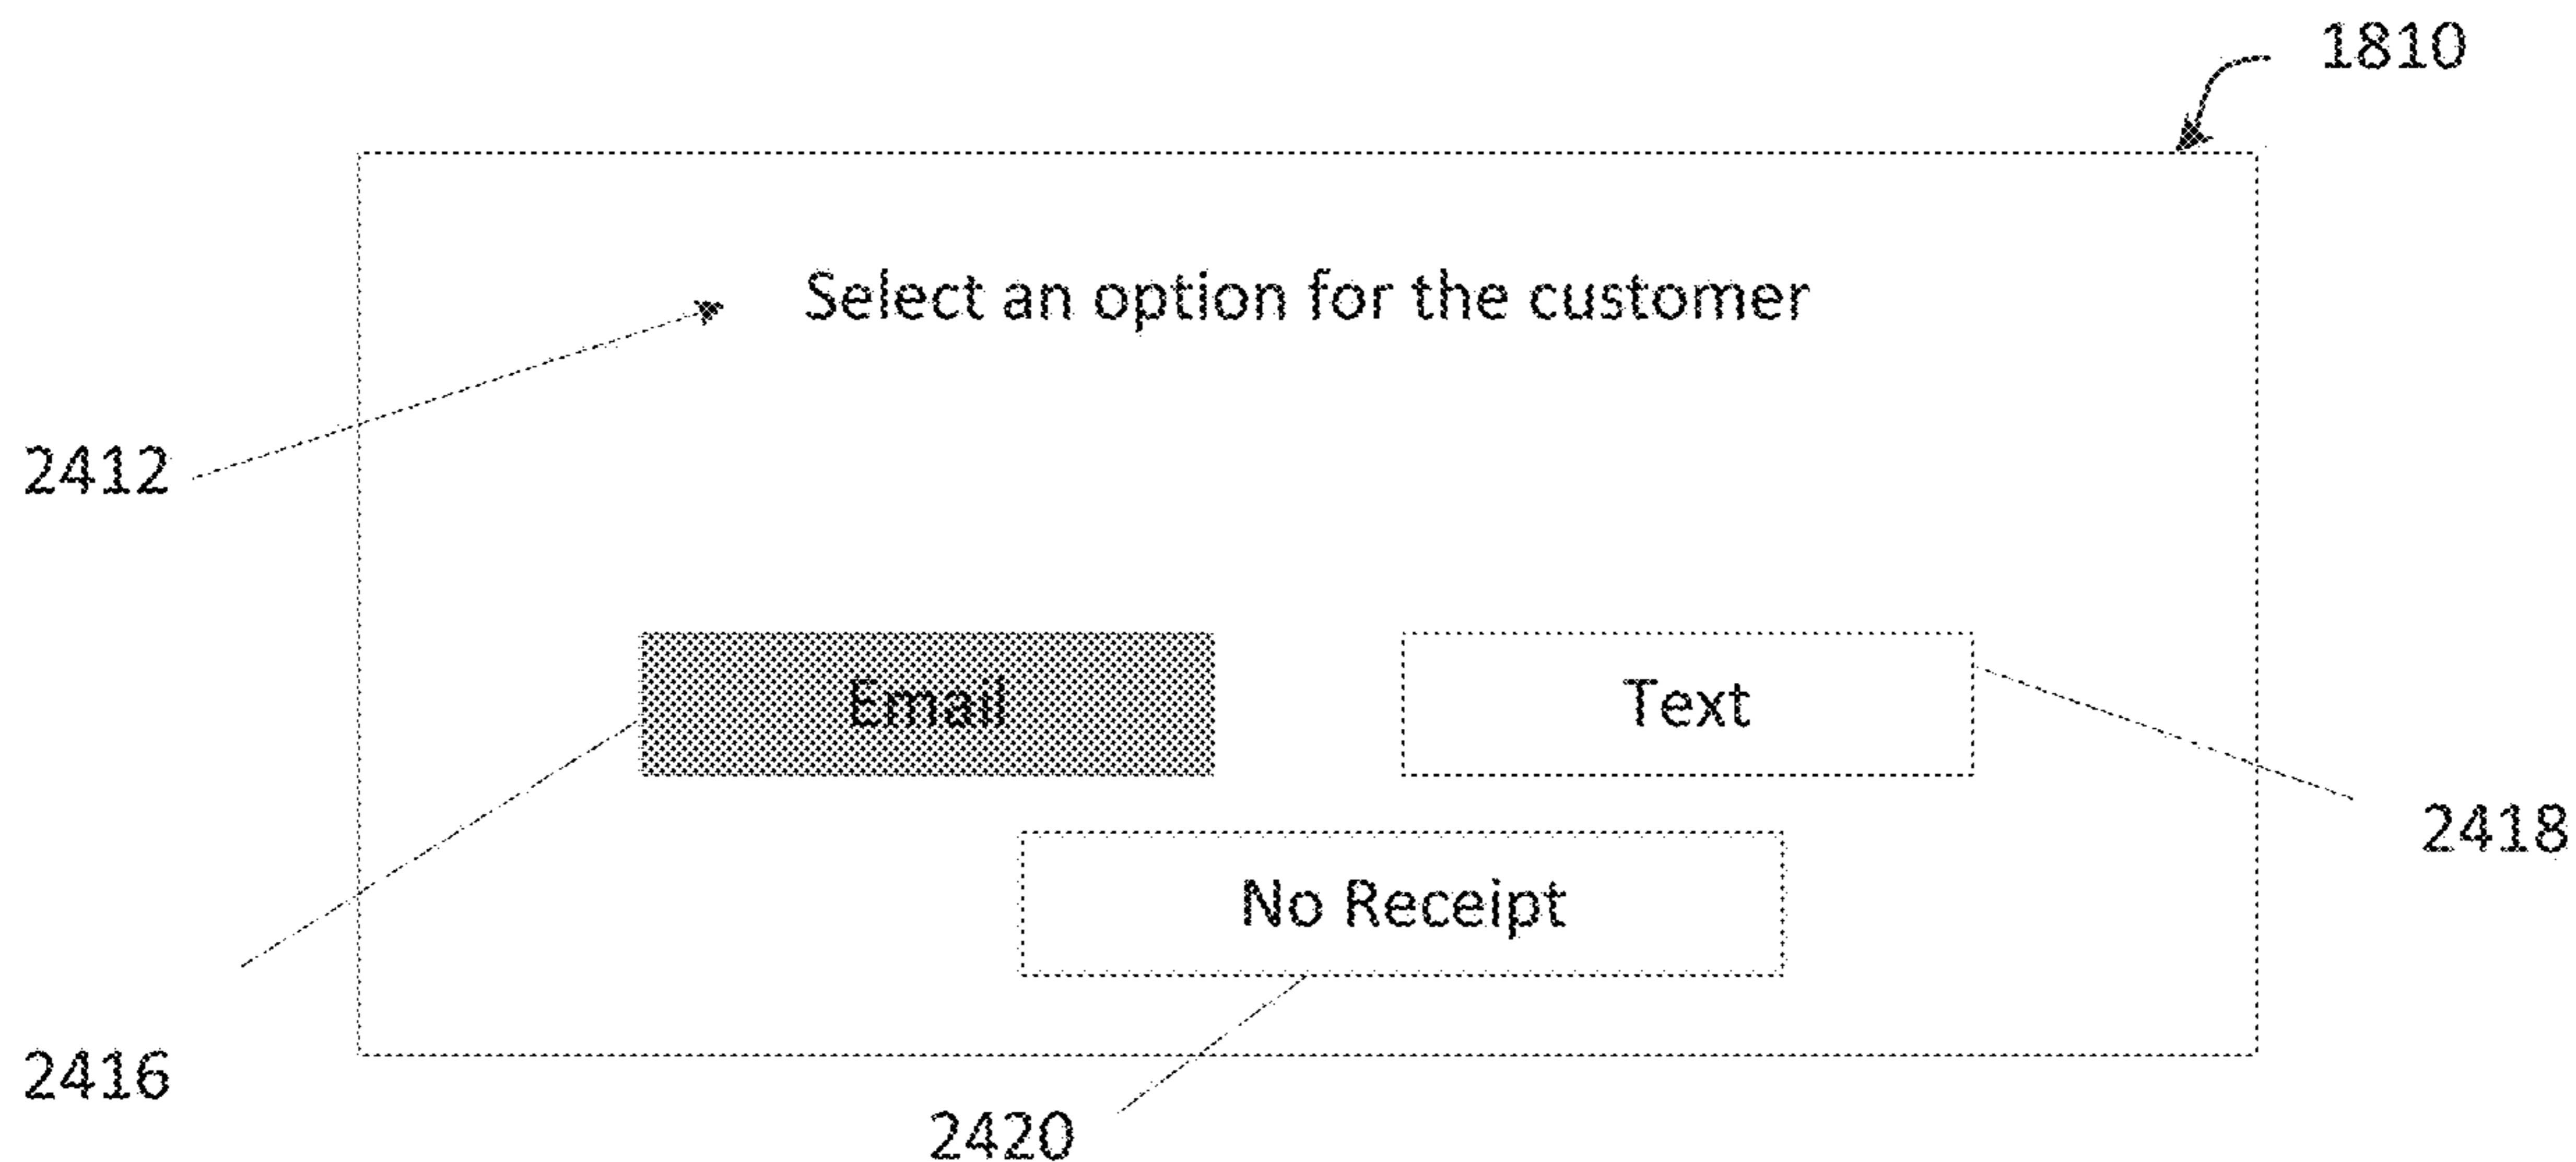 1810
Select an option for the customer
2412
Email
Text
2418
No Receipt
2416
2420